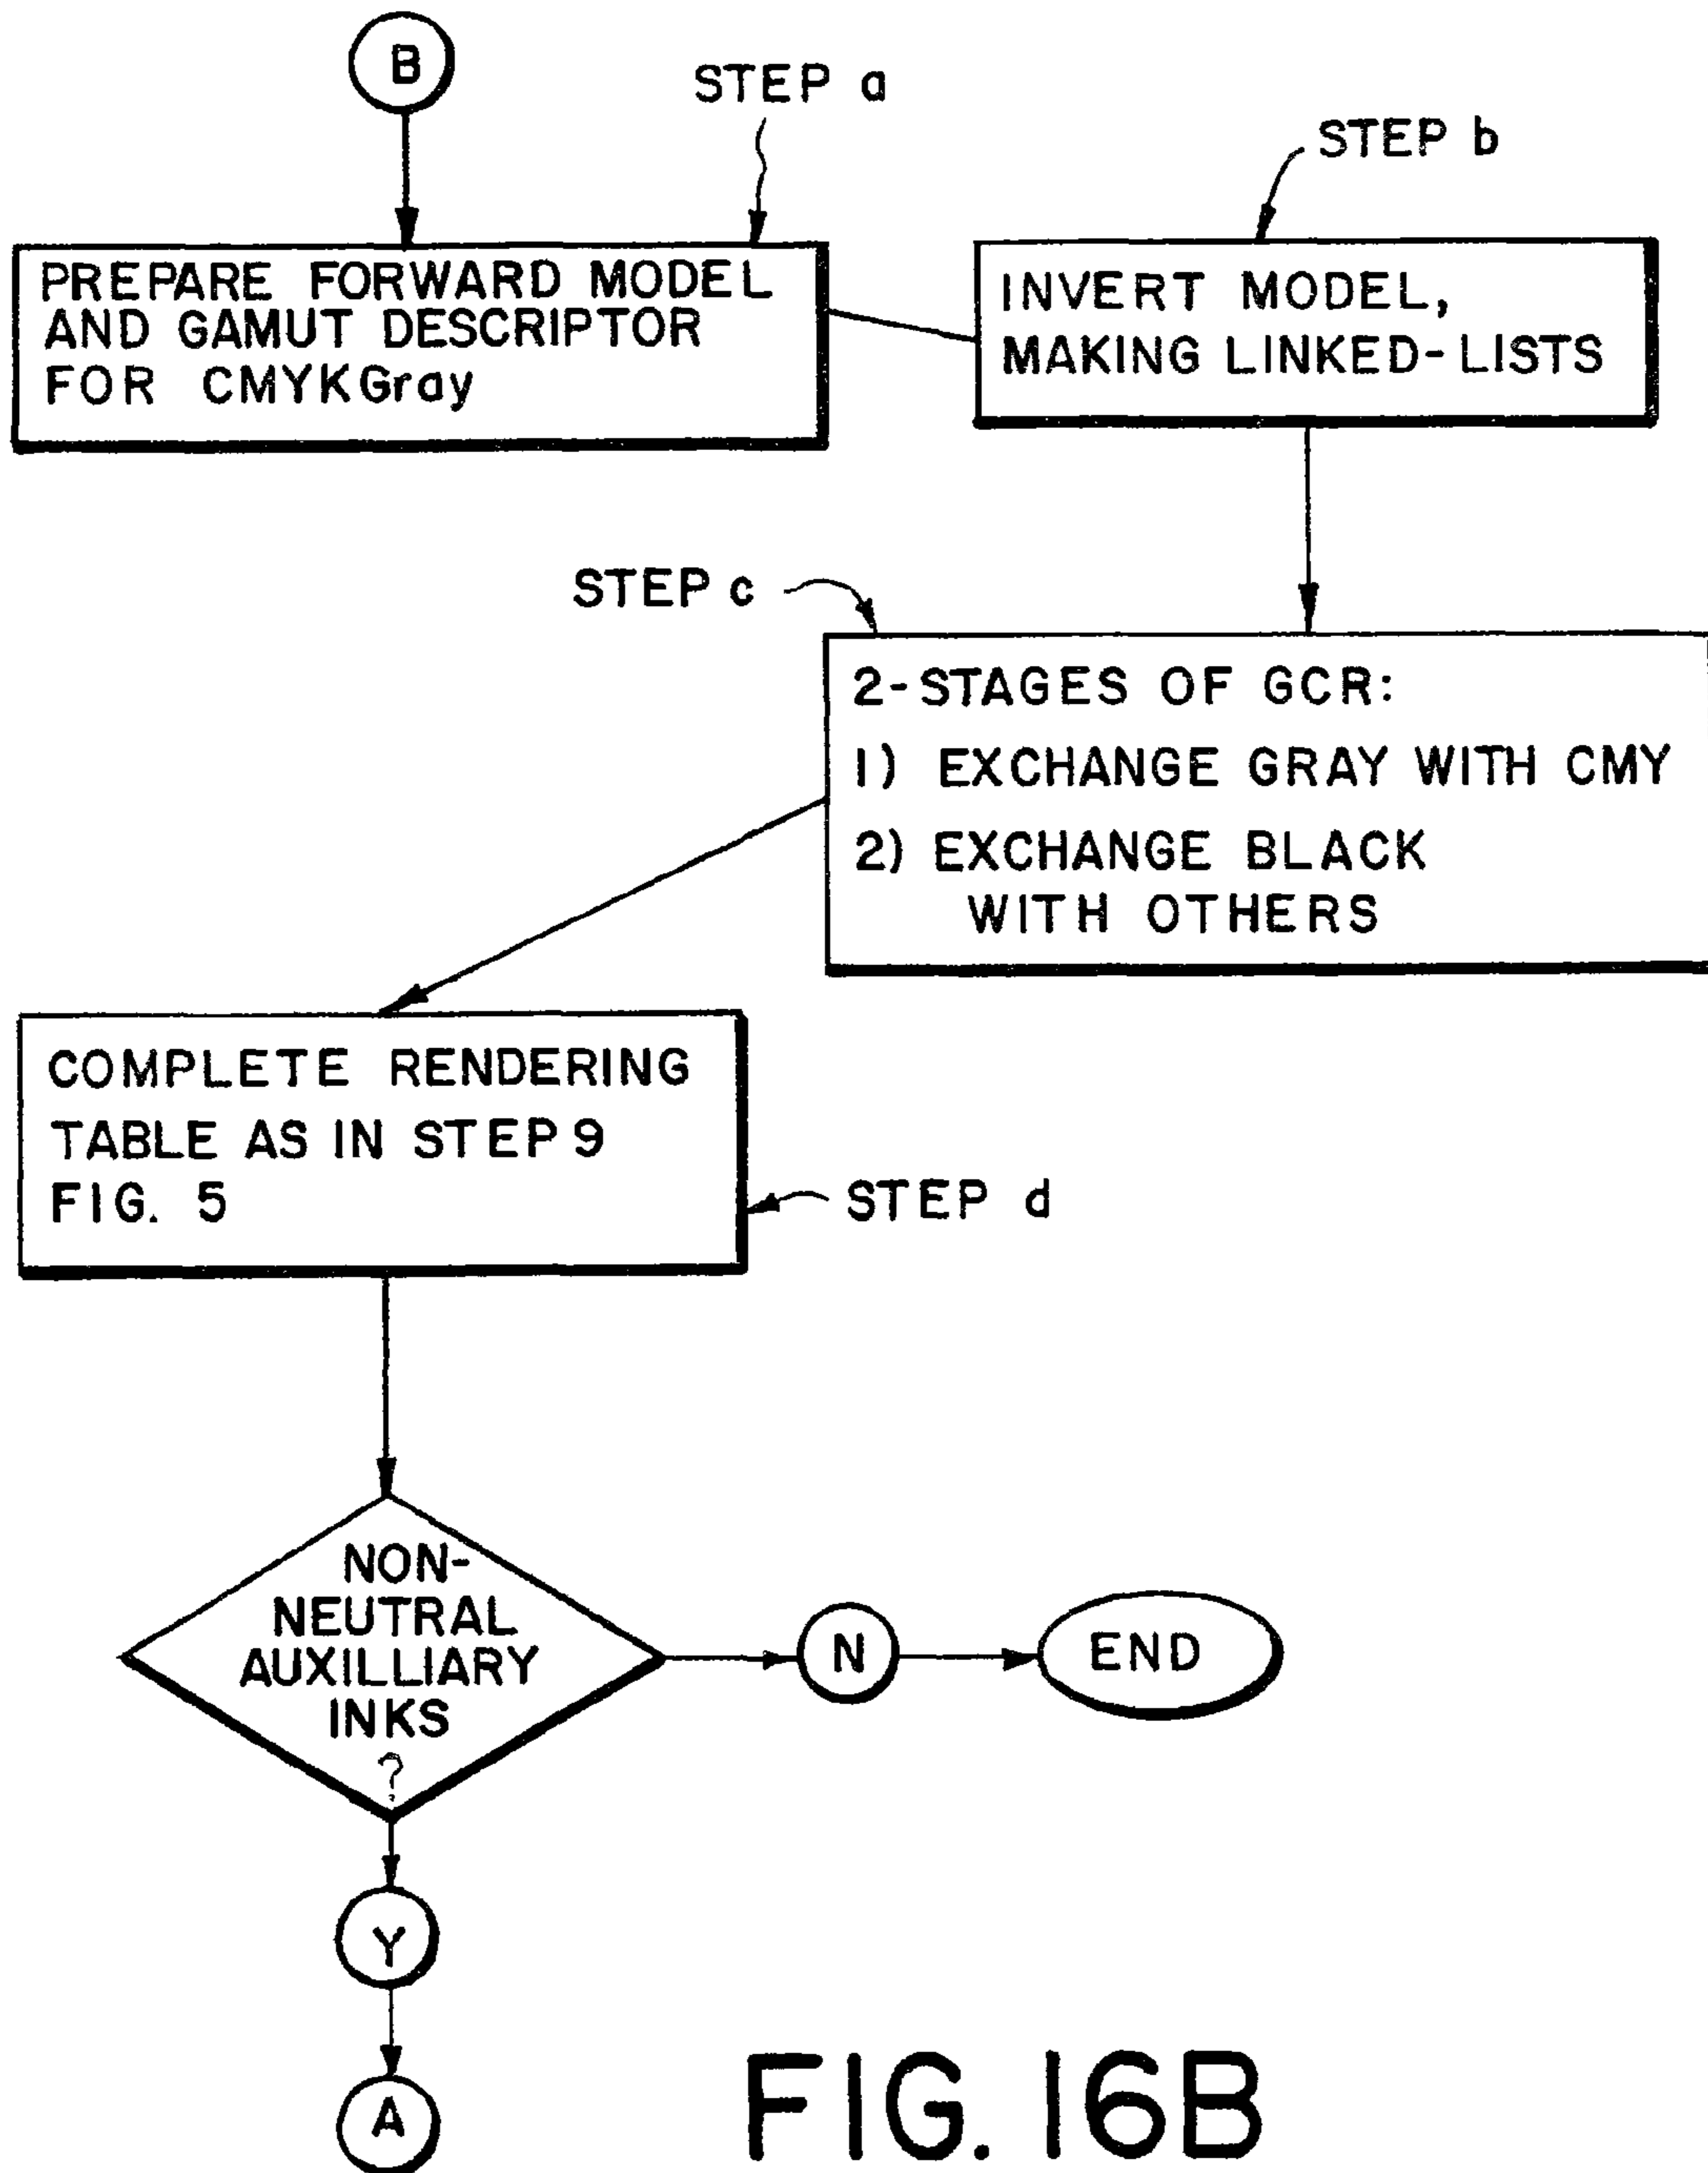 B
STEP a
STEP b
PREPARE FORWARD MODEL
AND GAMUT DESCRIPTOR
FOR CMYKGray
INVERT MODEL,
MAKING LINKED-LISTS
STEP c
2-STAGES OF GCR:
1) EXCHANGE GRAY WITH CMY
2) EXCHANGE BLACK
WITH OTHERS
COMPLETE RENDERING
TABLE AS IN STEP 9
FIG. 5
STEP d
NON-
NEUTRAL
AUXILLIARY
INKS
?
N
END
Y
A
FIG. 16B